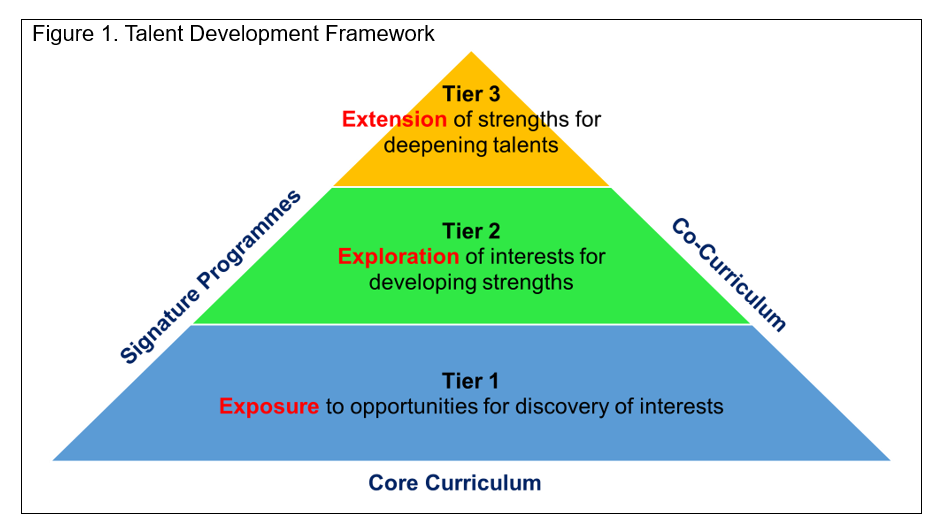 Figure 1. Talent Development Framework
Tier 3
Extension of strengths for
deepening talents
Signature Programmes
Co-Curriculum
Tier 2
Exploration of interests for
developing strengths
Tier 1
Exposure to opportunities for discovery of interests
Core Curriculum